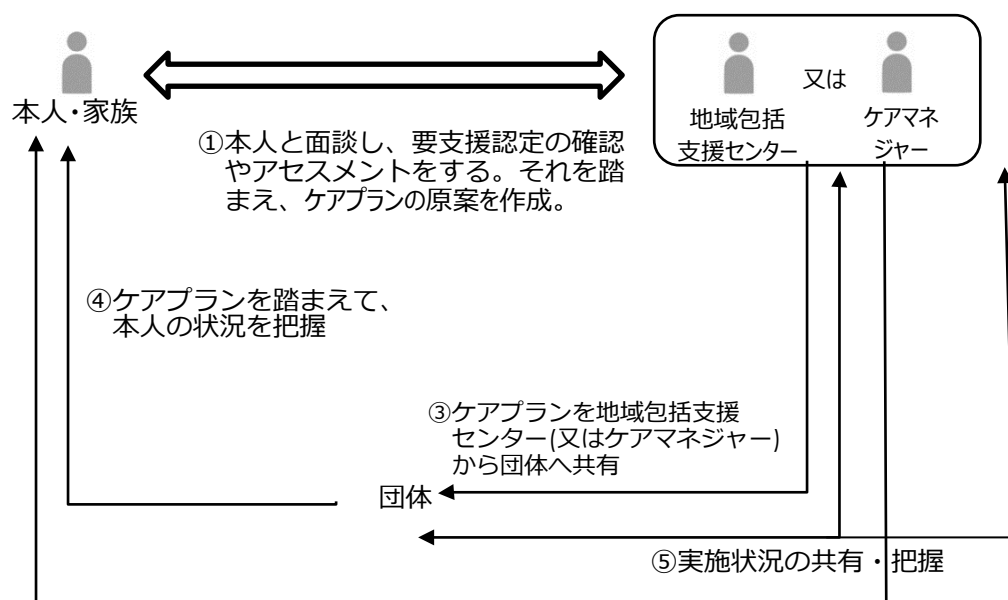 本人・家族
又は
地域包括
支援センター
ケアマネ
ジャー
①本人と面談し、要支援認定の確認
やアセスメントをする。それを踏
まえ、ケアプランの原案を作成。
④ケアプランを踏まえて、
本人の状況を把握
③ケアプランを地域包括支援
センター(又はケアマネジャー)
から団体へ共有
団体
⑤実施状況の共有・把握